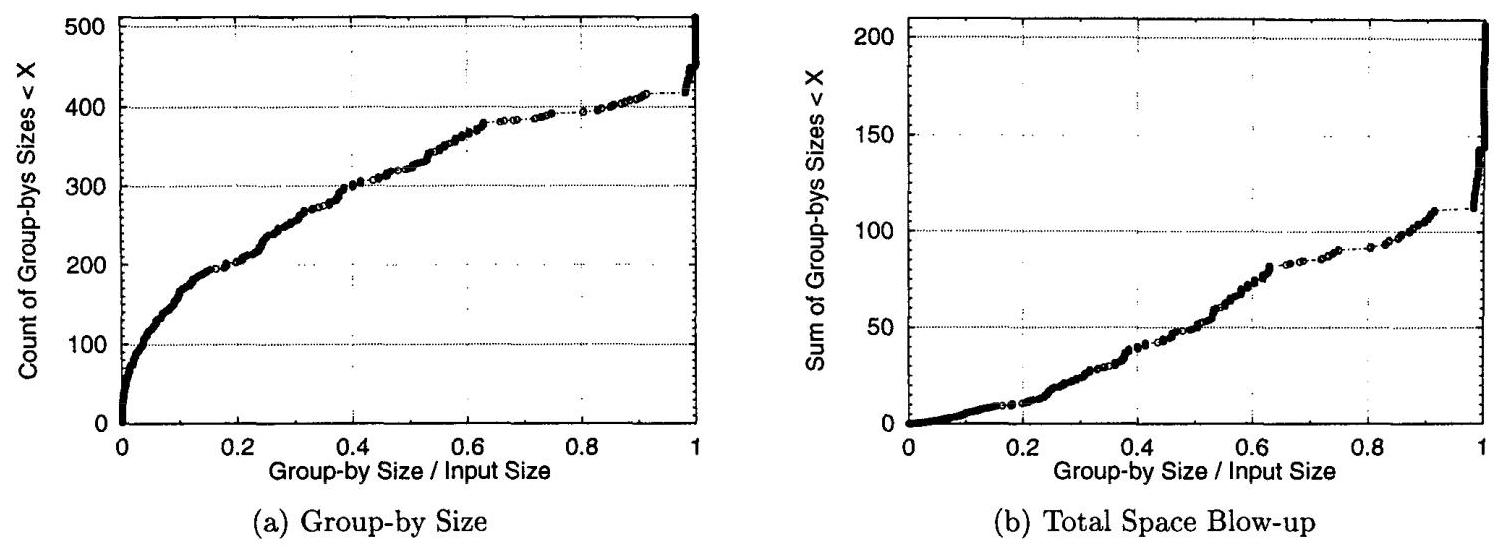 500
400
300
200
100
0
Count of Group-bys Sizes < X
0 0.2 0.4 0.6 0.8 1
Group-by Size / Input Size
(a) Group-by Size
200
150
100
50
0
Sum of Group-bys Sizes < X
0 0.2 0.4 0.6 0.8 1
Group-by Size / Input Size
(b) Total Space Blow-up